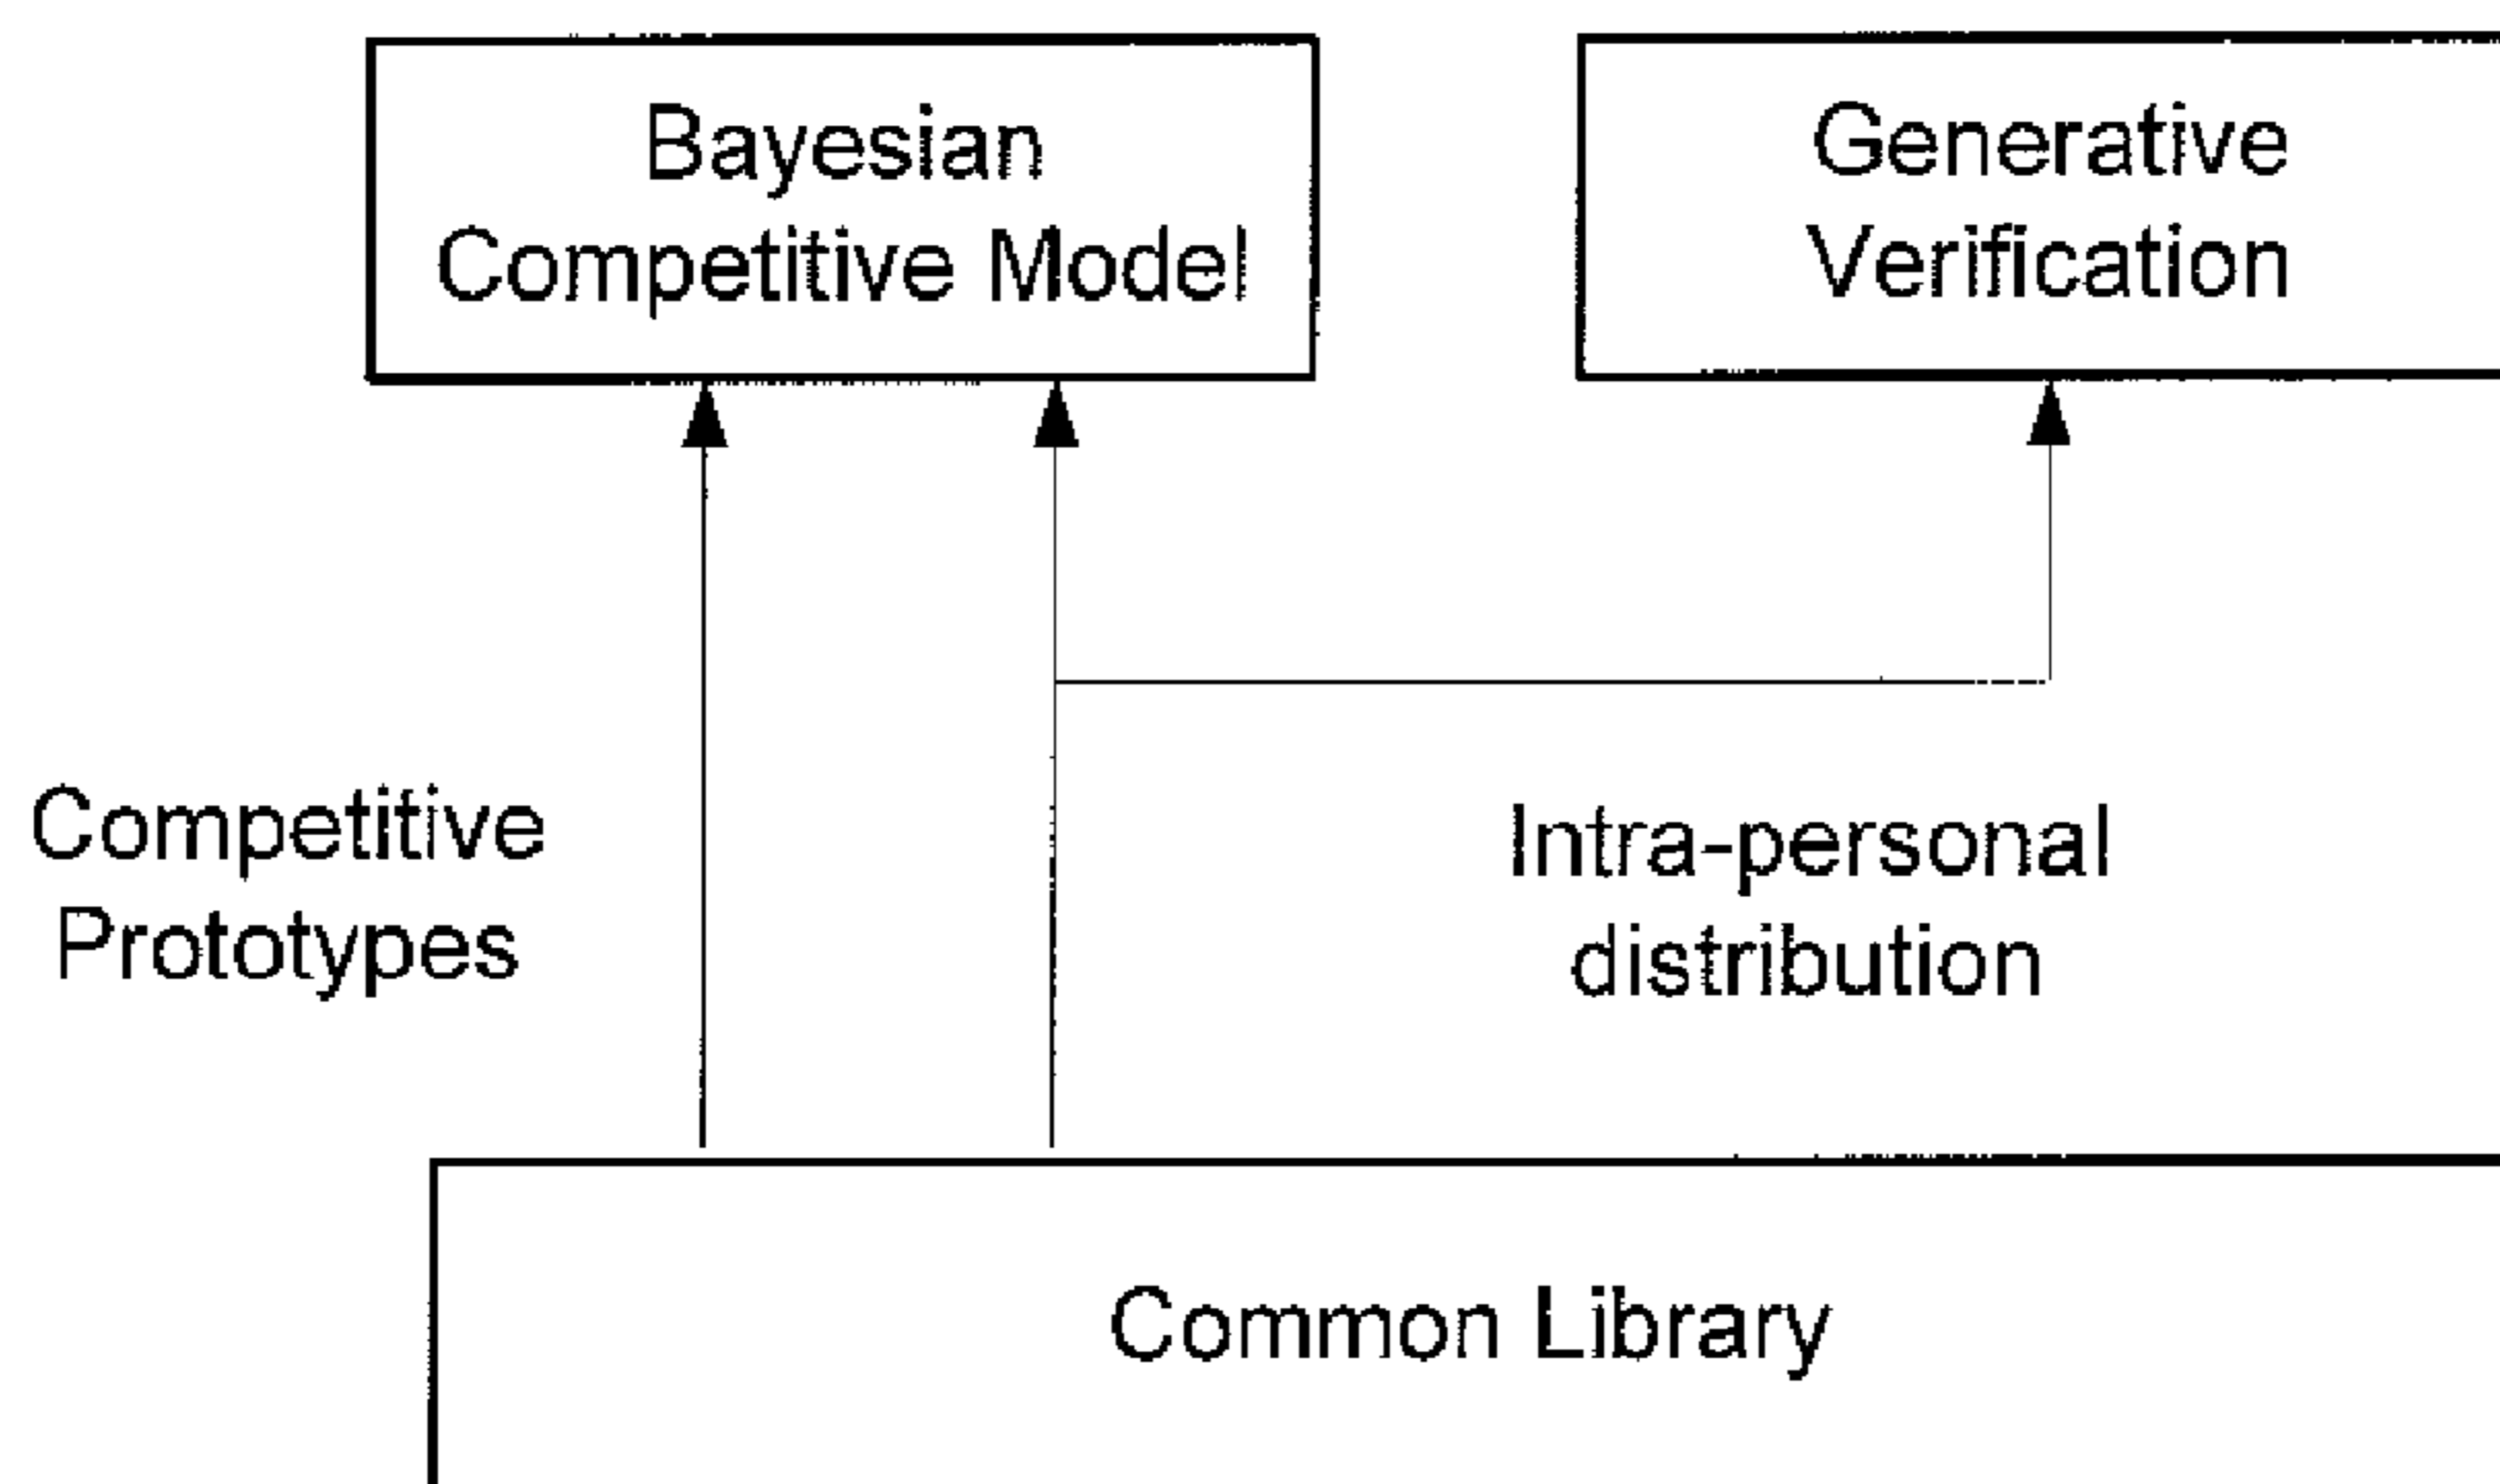 Bayesian
Competitive Model
Generative
Verification
Competitive
Prototypes
Intra-personal
distribution
Common Library